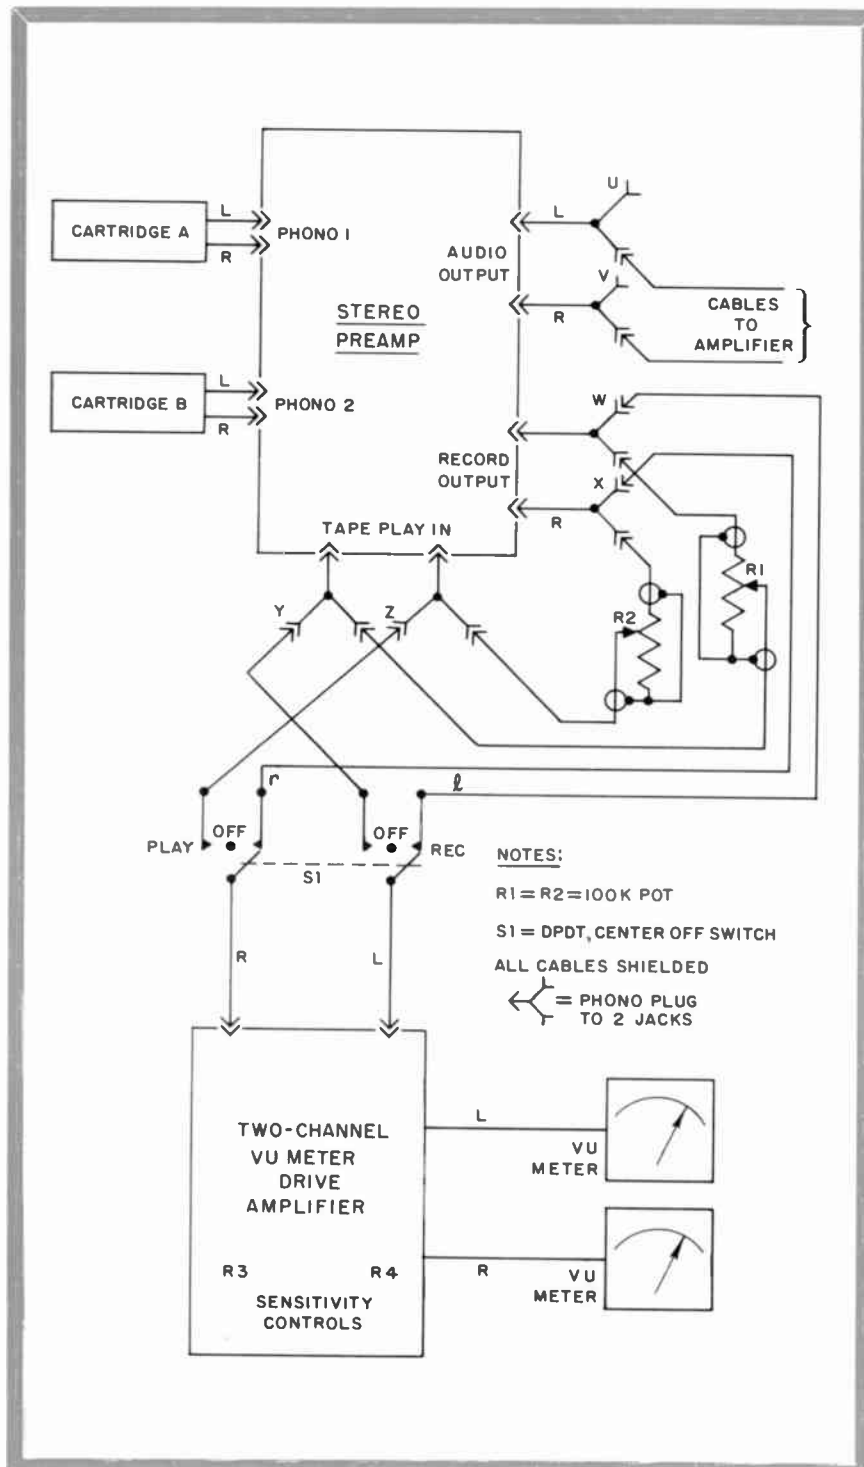 CARTRIDGE A
L
R
PHONO 1
CARTRIDGE B
L
R
PHONO 2
STEREO
PREAMP
AUDIO
OUTPUT
L
R
U
V
CABLES
TO
AMPLIFIER
RECORD
OUTPUT
R
W
X
TAPE PLAY IN
Y
Z
R1
R2
r
l
PLAY
OFF
OFF
REC
S1
R
L
NOTES:
R1=R2=100K POT
S1= DPDT, CENTER OFF SWITCH
ALL CABLES SHIELDED
= PHONO PLUG
TO 2 JACKS
TWO-CHANNEL
VU METER
DRIVE
AMPLIFIER
R3
R4
SENSITIVITY
CONTROLS
L
VU
METER
R
VU
METER